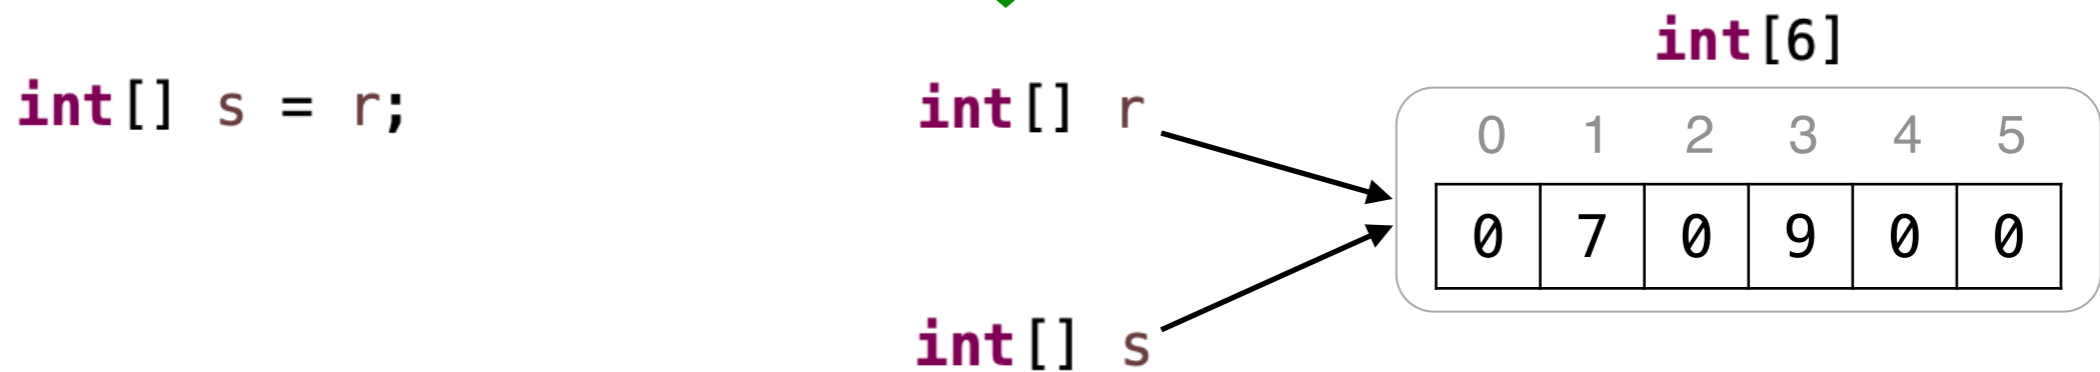 int[6]
int[] s = r;
int[] r
0 1 2 3 4 5
0 7 0 9 0 0
int[] s